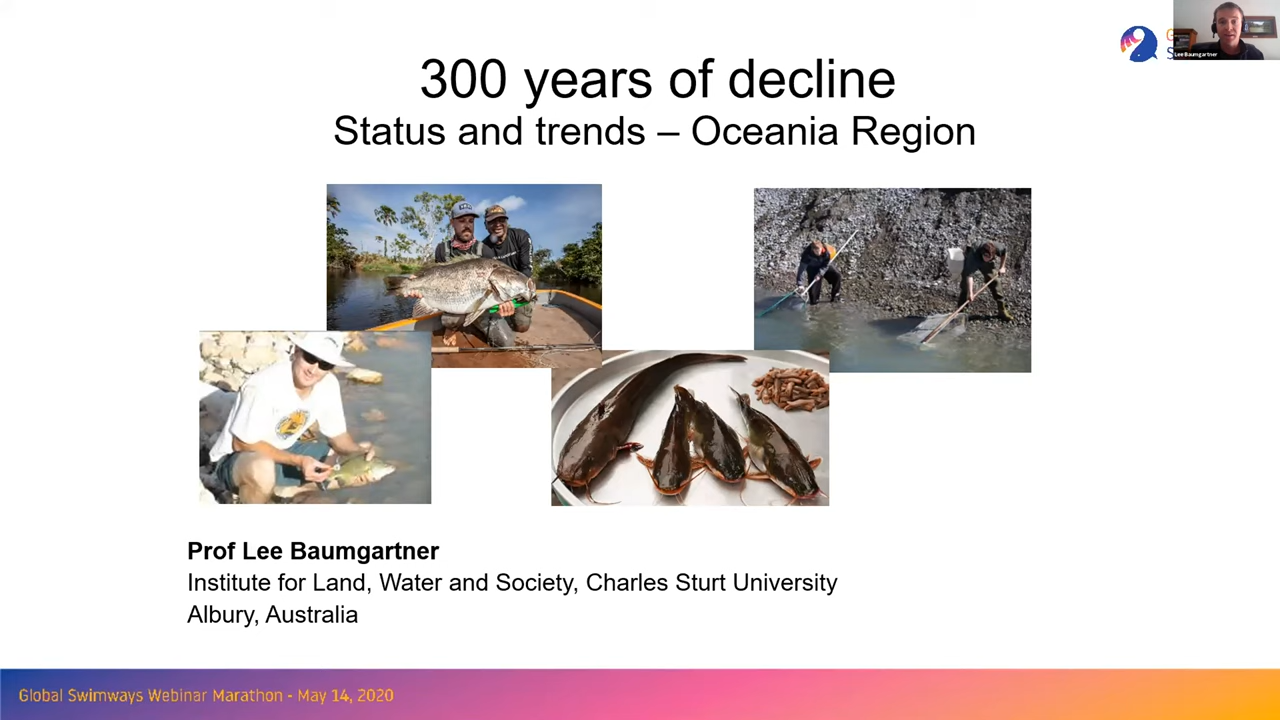 300 years of decline
Status and trends – Oceania Region
Lee Baumgartner
Prof Lee Baumgartner
Institute for Land, Water and Society, Charles Sturt University
Albury, Australia
Global Swimways Webinar Marathon - May 14, 2020